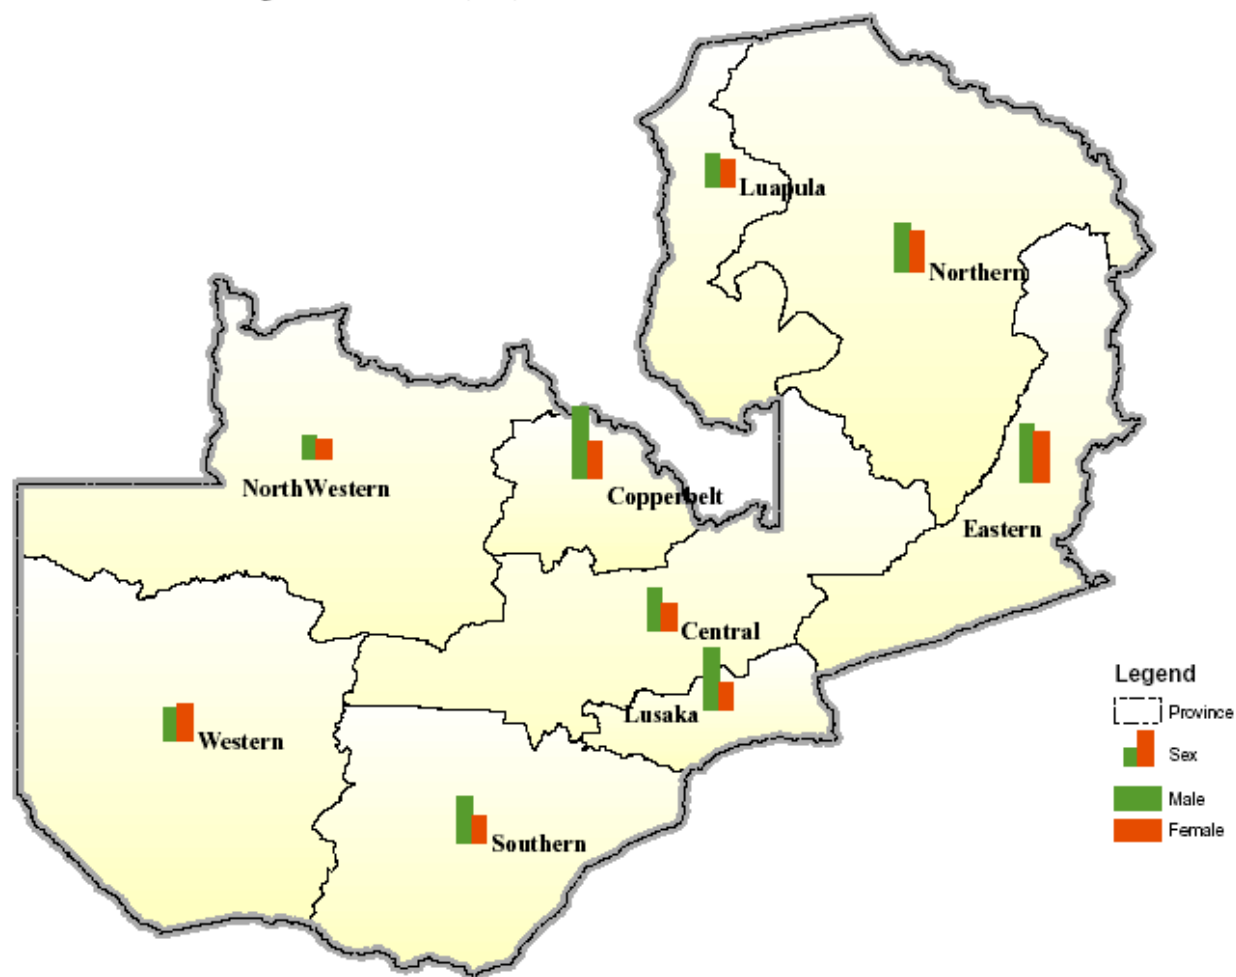 Luapula
Northern
NorthWestern
Copperbelt
Eastern
Central
Lusaka
Western
Southern
Legend
Province
Sex
Male
Female